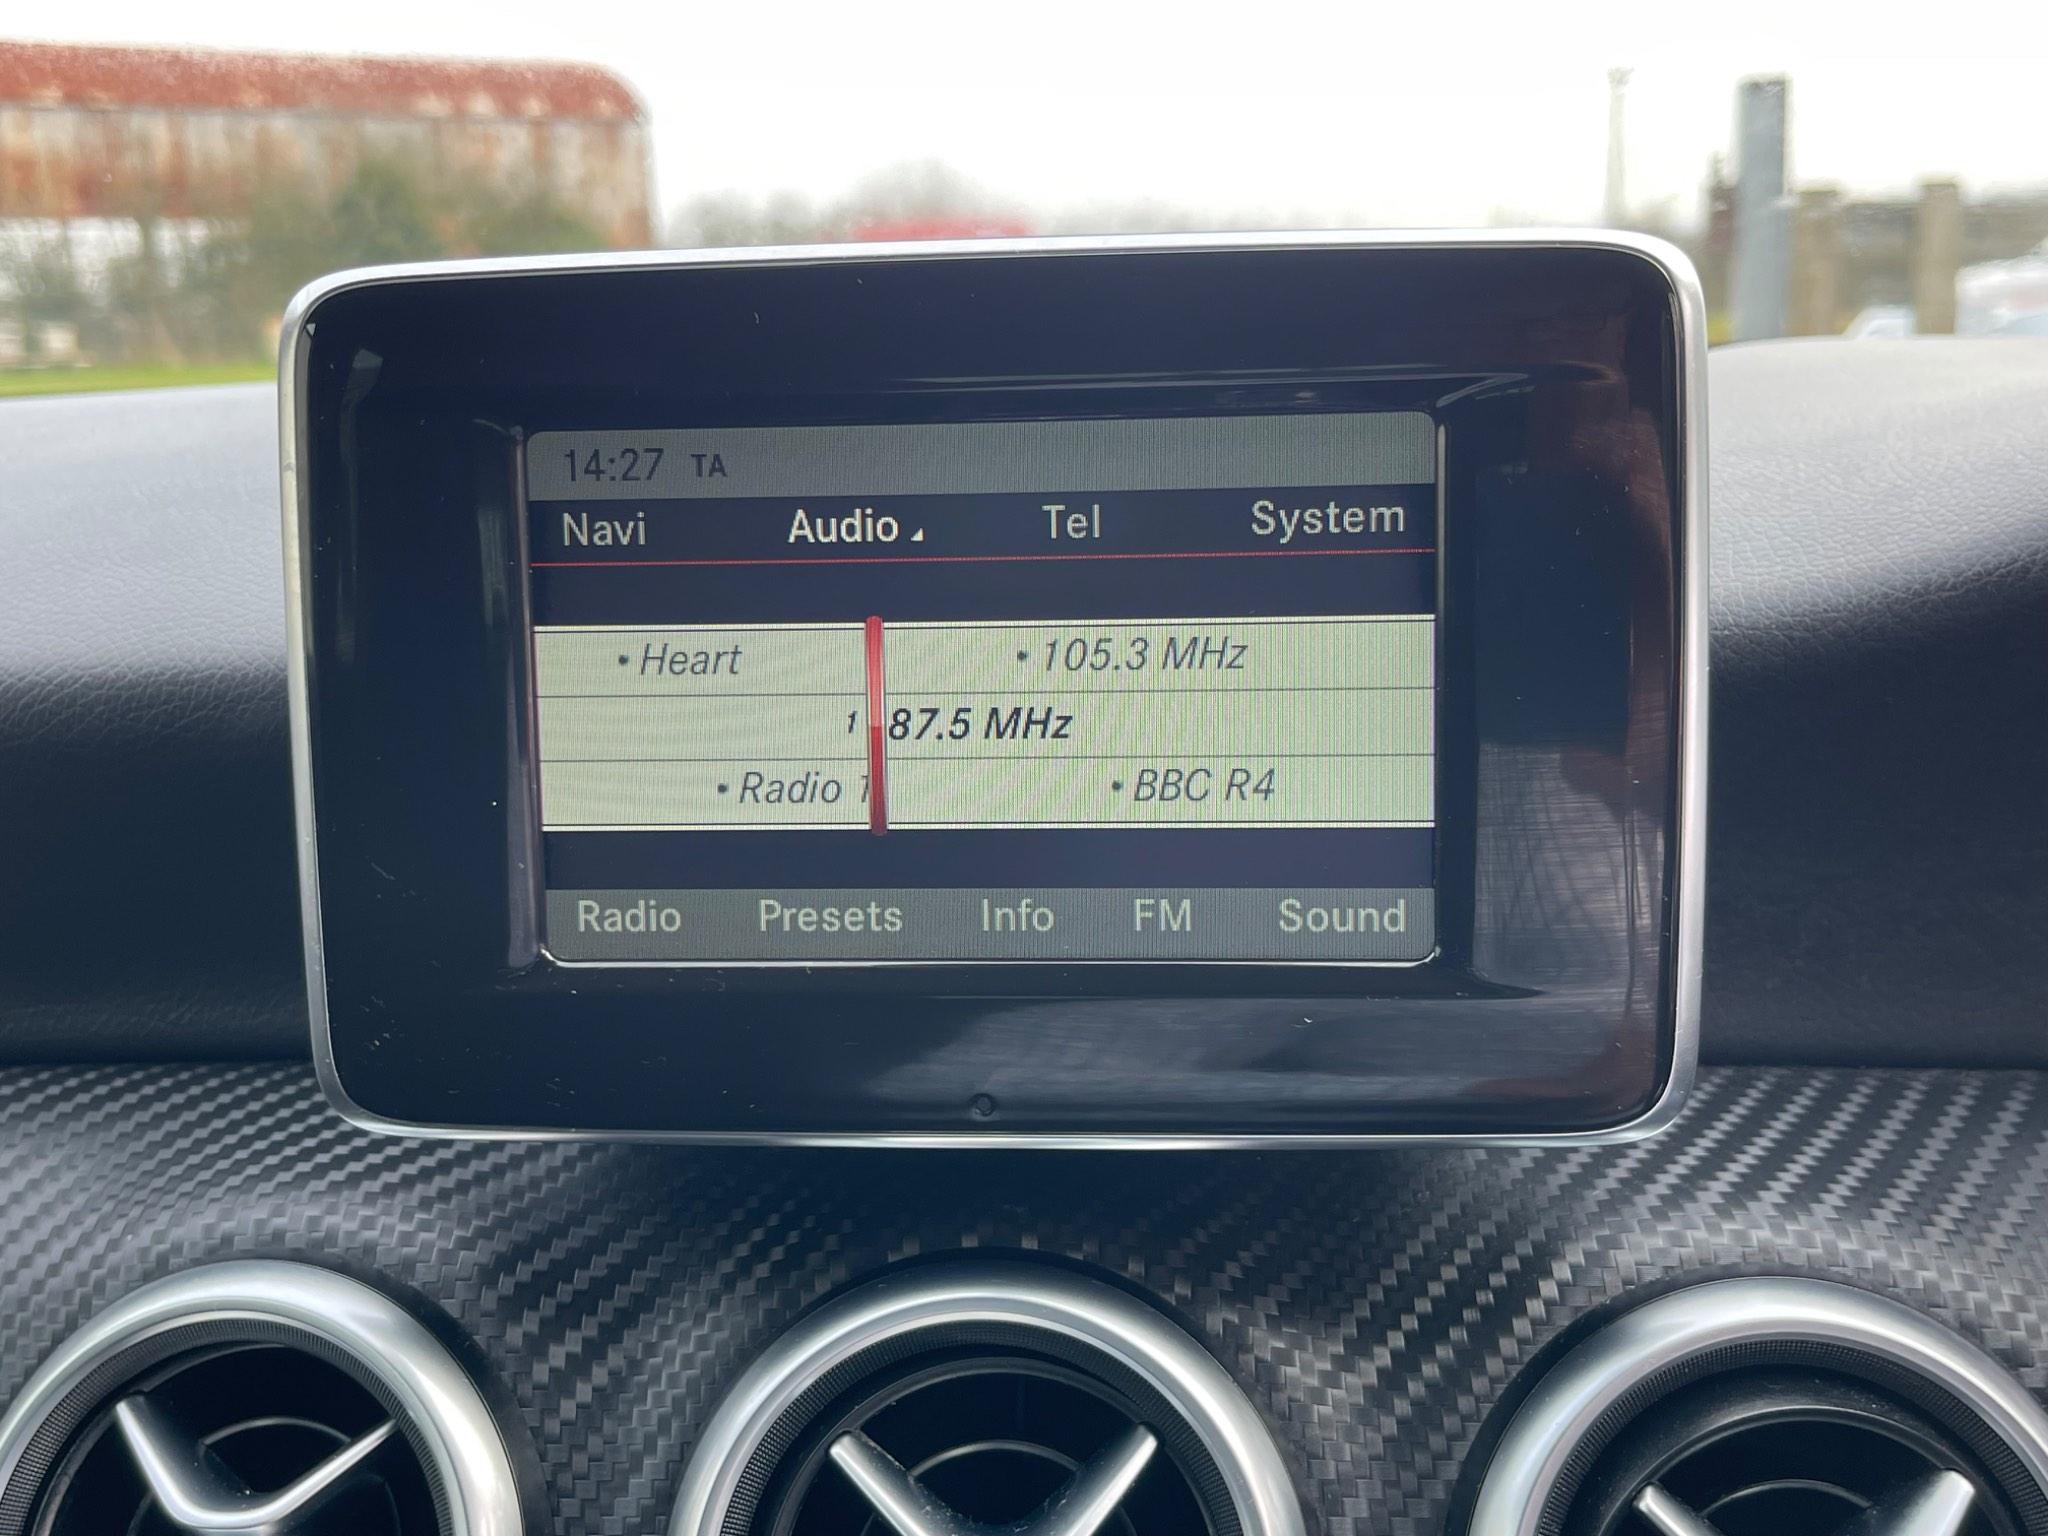 14:27 TA
Navi Audio Tel System
• Heart • 105.3 MHz
1 87.5 MHz
• Radio 1 • BBC R4
Radio Presets Info FM Sound